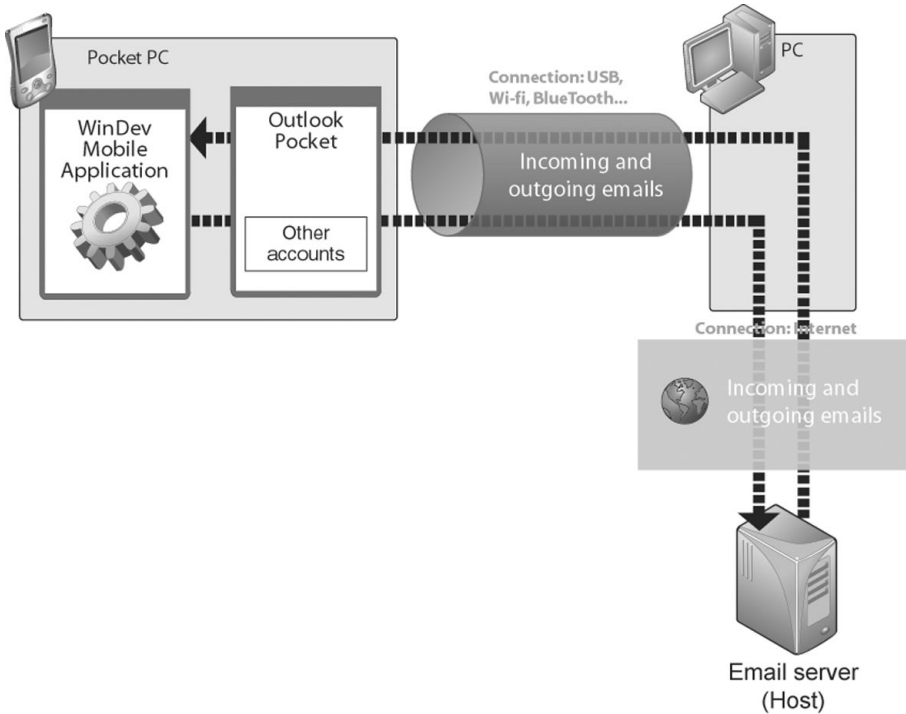 Pocket PC
WinDev
Mobile
Application
Outlook
Pocket
Other
accounts
Connection: USB,
Wi-fi, BlueTooth...
Incoming and
outgoing emails
PC
Connection: Internet
Incoming and
outgoing emails
Email server
(Host)